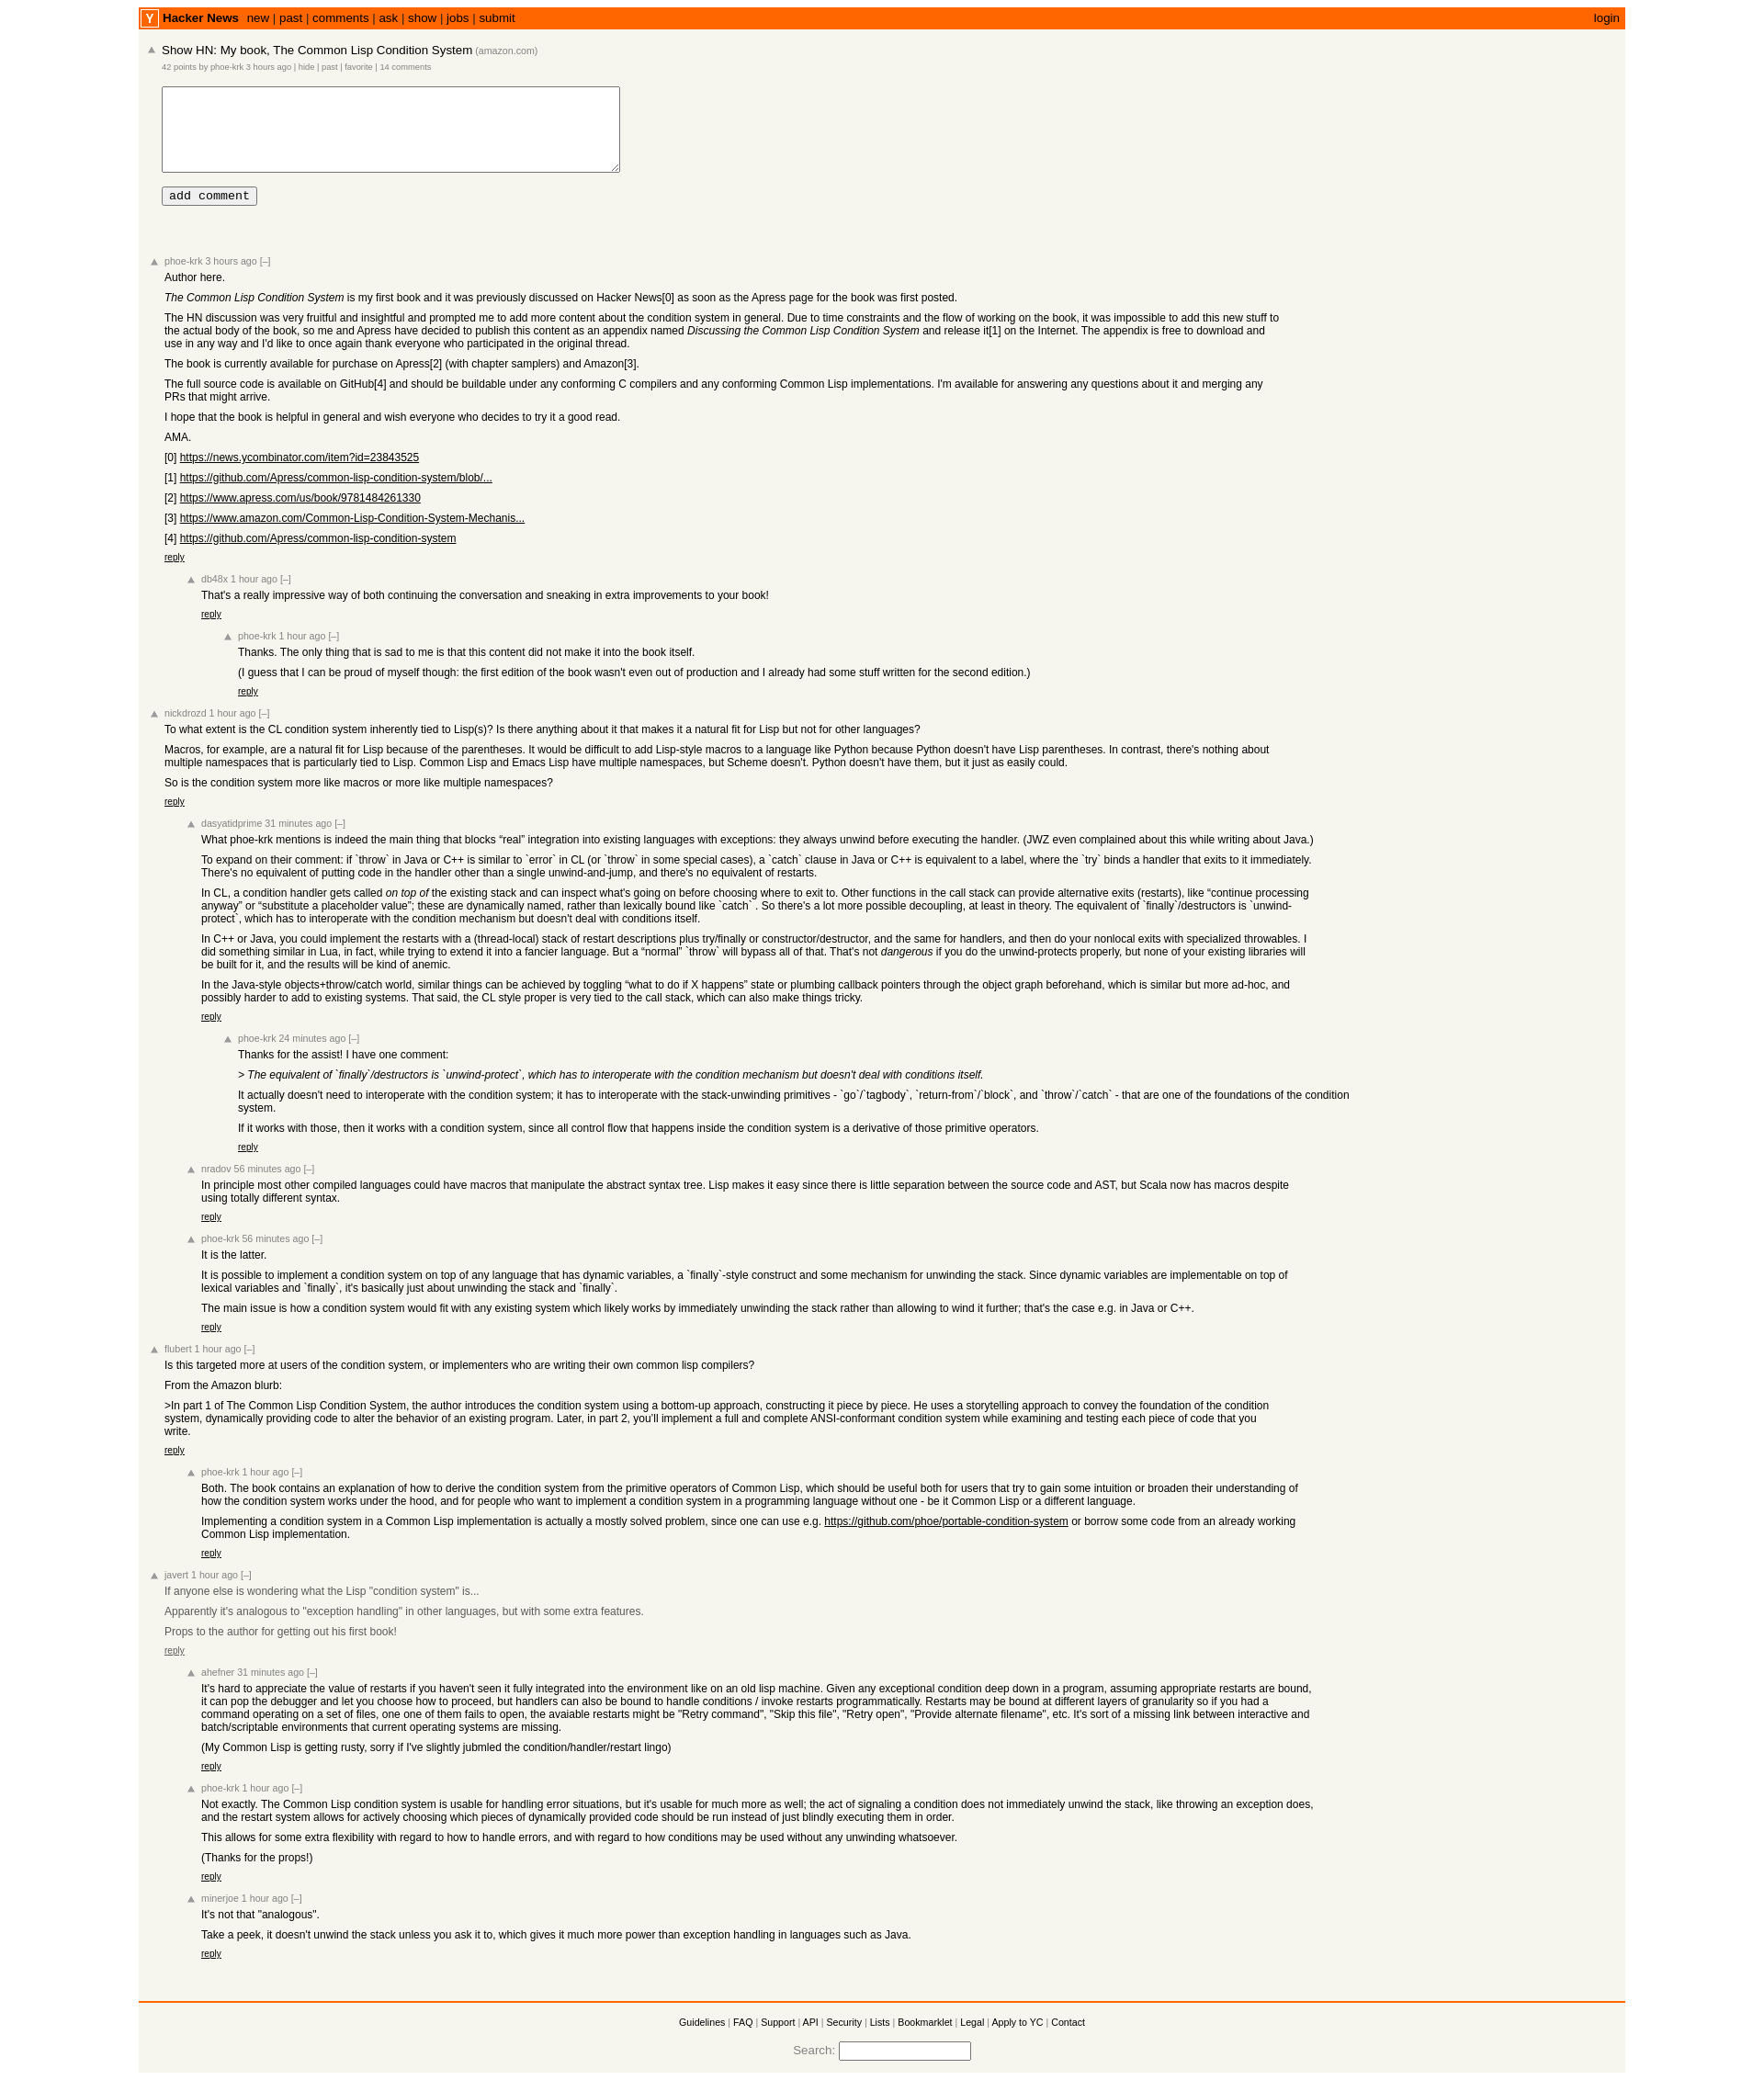 Y Hacker News new | past | comments | ask | show | jobs | submit login
Show HN: My book, The Common Lisp Condition System (amazon.com)
42 points by phoe-krk 3 hours ago | hide | past | favorite | 14 comments
add comment
phoe-krk 3 hours ago [–]
Author here.
The Common Lisp Condition System is my first book and it was previously discussed on Hacker News[0] as soon as the Apress page for the book was first posted.
The HN discussion was very fruitful and insightful and prompted me to add more content about the condition system in general. Due to time constraints and the flow of working on the book, it was impossible to add this new stuff to
the actual body of the book, so me and Apress have decided to publish this content as an appendix named Discussing the Common Lisp Condition System and release it[1] on the Internet. The appendix is free to download and
use in any way and I'd like to once again thank everyone who participated in the original thread.
The book is currently available for purchase on Apress[2] (with chapter samplers) and Amazon[3].
The full source code is available on GitHub[4] and should be buildable under any conforming C compilers and any conforming Common Lisp implementations. I'm available for answering any questions about it and merging any
PRs that might arrive.
I hope that the book is helpful in general and wish everyone who decides to try it a good read.
AMA.
[0] https://news.ycombinator.com/item?id=23843525
[1] https://github.com/Apress/common-lisp-condition-system/blob/...
[2] https://www.apress.com/us/book/9781484261330
[3] https://www.amazon.com/Common-Lisp-Condition-System-Mechanis...
[4] https://github.com/Apress/common-lisp-condition-system
reply
db48x 1 hour ago [–]
That's a really impressive way of both continuing the conversation and sneaking in extra improvements to your book!
reply
phoe-krk 1 hour ago [–]
Thanks. The only thing that is sad to me is that this content did not make it into the book itself.
(I guess that I can be proud of myself though: the first edition of the book wasn't even out of production and I already had some stuff written for the second edition.)
reply
nickdrozd 1 hour ago [–]
To what extent is the CL condition system inherently tied to Lisp(s)? Is there anything about it that makes it a natural fit for Lisp but not for other languages?
Macros, for example, are a natural fit for Lisp because of the parentheses. It would be difficult to add Lisp-style macros to a language like Python because Python doesn't have Lisp parentheses. In contrast, there's nothing about
multiple namespaces that is particularly tied to Lisp. Common Lisp and Emacs Lisp have multiple namespaces, but Scheme doesn't. Python doesn't have them, but it just as easily could.
So is the condition system more like macros or more like multiple namespaces?
reply
dasyatidprime 31 minutes ago [–]
What phoe-krk mentions is indeed the main thing that blocks “real” integration into existing languages with exceptions: they always unwind before executing the handler. (JWZ even complained about this while writing about Java.)
To expand on their comment: if `throw` in Java or C++ is similar to `error` in CL (or `throw` in some special cases), a `catch` clause in Java or C++ is equivalent to a label, where the `try` binds a handler that exits to it immediately.
There's no equivalent of putting code in the handler other than a single unwind-and-jump, and there's no equivalent of restarts.
In CL, a condition handler gets called on top of the existing stack and can inspect what's going on before choosing where to exit to. Other functions in the call stack can provide alternative exits (restarts), like “continue processing
anyway” or “substitute a placeholder value”; these are dynamically named, rather than lexically bound like `catch` . So there's a lot more possible decoupling, at least in theory. The equivalent of `finally`/destructors is `unwind-
protect`, which has to interoperate with the condition mechanism but doesn't deal with conditions itself.
In C++ or Java, you could implement the restarts with a (thread-local) stack of restart descriptions plus try/finally or constructor/destructor, and the same for handlers, and then do your nonlocal exits with specialized throwables. I
did something similar in Lua, in fact, while trying to extend it into a fancier language. But a “normal” `throw` will bypass all of that. That's not dangerous if you do the unwind-protects properly, but none of your existing libraries will
be built for it, and the results will be kind of anemic.
In the Java-style objects+throw/catch world, similar things can be achieved by toggling “what to do if X happens” state or plumbing callback pointers through the object graph beforehand, which is similar but more ad-hoc, and
possibly harder to add to existing systems. That said, the CL style proper is very tied to the call stack, which can also make things tricky.
reply
phoe-krk 24 minutes ago [–]
Thanks for the assist! I have one comment:
> The equivalent of `finally`/destructors is `unwind-protect`, which has to interoperate with the condition mechanism but doesn't deal with conditions itself.
It actually doesn't need to interoperate with the condition system; it has to interoperate with the stack-unwinding primitives - `go`/`tagbody`, `return-from`/`block`, and `throw`/`catch` - that are one of the foundations of the condition
system.
If it works with those, then it works with a condition system, since all control flow that happens inside the condition system is a derivative of those primitive operators.
reply
nradov 56 minutes ago [–]
In principle most other compiled languages could have macros that manipulate the abstract syntax tree. Lisp makes it easy since there is little separation between the source code and AST, but Scala now has macros despite
using totally different syntax.
reply
phoe-krk 56 minutes ago [–]
It is the latter.
It is possible to implement a condition system on top of any language that has dynamic variables, a `finally`-style construct and some mechanism for unwinding the stack. Since dynamic variables are implementable on top of
lexical variables and `finally`, it's basically just about unwinding the stack and `finally`.
The main issue is how a condition system would fit with any existing system which likely works by immediately unwinding the stack rather than allowing to wind it further; that's the case e.g. in Java or C++.
reply
flubert 1 hour ago [–]
Is this targeted more at users of the condition system, or implementers who are writing their own common lisp compilers?
From the Amazon blurb:
>In part 1 of The Common Lisp Condition System, the author introduces the condition system using a bottom-up approach, constructing it piece by piece. He uses a storytelling approach to convey the foundation of the condition
system, dynamically providing code to alter the behavior of an existing program. Later, in part 2, you’ll implement a full and complete ANSI-conformant condition system while examining and testing each piece of code that you
write.
reply
phoe-krk 1 hour ago [–]
Both. The book contains an explanation of how to derive the condition system from the primitive operators of Common Lisp, which should be useful both for users that try to gain some intuition or broaden their understanding of
how the condition system works under the hood, and for people who want to implement a condition system in a programming language without one - be it Common Lisp or a different language.
Implementing a condition system in a Common Lisp implementation is actually a mostly solved problem, since one can use e.g. https://github.com/phoe/portable-condition-system or borrow some code from an already working
Common Lisp implementation.
reply
javert 1 hour ago [–]
If anyone else is wondering what the Lisp "condition system" is...
Apparently it's analogous to "exception handling" in other languages, but with some extra features.
Props to the author for getting out his first book!
reply
ahefner 31 minutes ago [–]
It's hard to appreciate the value of restarts if you haven't seen it fully integrated into the environment like on an old lisp machine. Given any exceptional condition deep down in a program, assuming appropriate restarts are bound,
it can pop the debugger and let you choose how to proceed, but handlers can also be bound to handle conditions / invoke restarts programmatically. Restarts may be bound at different layers of granularity so if you had a
command operating on a set of files, one one of them fails to open, the avaiable restarts might be "Retry command", "Skip this file", "Retry open", "Provide alternate filename", etc. It's sort of a missing link between interactive and
batch/scriptable environments that current operating systems are missing.
(My Common Lisp is getting rusty, sorry if I've slightly jubmled the condition/handler/restart lingo)
reply
phoe-krk 1 hour ago [–]
Not exactly. The Common Lisp condition system is usable for handling error situations, but it's usable for much more as well; the act of signaling a condition does not immediately unwind the stack, like throwing an exception does,
and the restart system allows for actively choosing which pieces of dynamically provided code should be run instead of just blindly executing them in order.
This allows for some extra flexibility with regard to how to handle errors, and with regard to how conditions may be used without any unwinding whatsoever.
(Thanks for the props!)
reply
minerjoe 1 hour ago [–]
It's not that "analogous".
Take a peek, it doesn't unwind the stack unless you ask it to, which gives it much more power than exception handling in languages such as Java.
reply
Guidelines | FAQ | Support | API | Security | Lists | Bookmarklet | Legal | Apply to YC | Contact
Search: